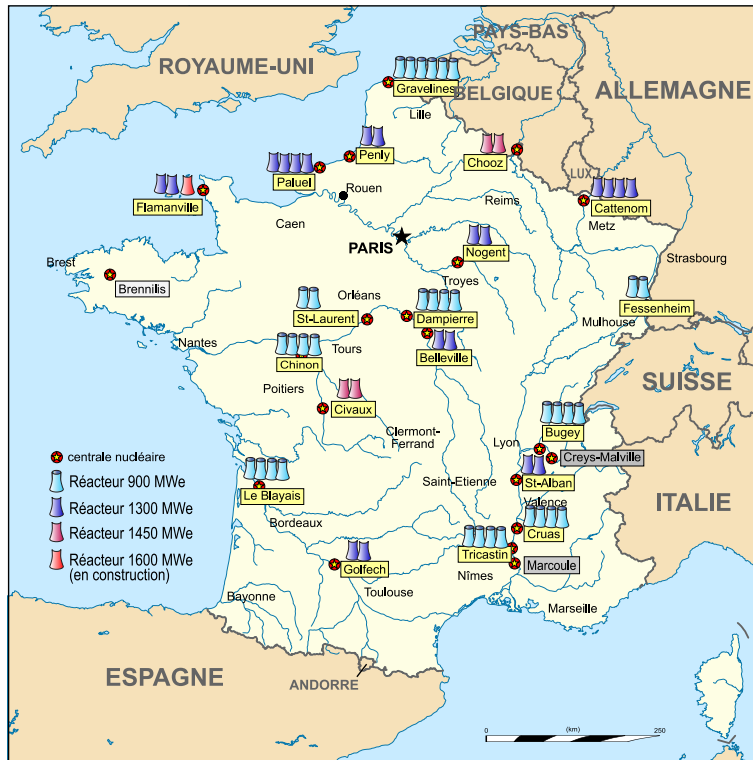 PAYS-BAS
ROYAUME-UNI
Gravelines
BELGIQUE
ALLEMAGNE
Lille
Penly
Chooz
Paluel
LUX.
Rouen
Flamanville
Reims
Cattenom
Caen
Metz
PARIS
Nogent
Strasbourg
Brest
Troyes
Brennilis
Orléans
Fessenheim
St-Laurent
Dampierre
Mulhouse
Nantes
Tours
Belleville
Chinon
SUISSE
Poitiers
Civaux
Clermont-
Ferrand
Bugey
Lyon
centrale nucléaire
Creys-Malville
Réacteur 900 MWe
Saint-Etienne
St-Alban
Le Blayais
Valence
ITALIE
Réacteur 1300 MWe
Bordeaux
Cruas
Réacteur 1450 MWe
Tricastin
Réacteur 1600 MWe
(en construction)
Golfech
Marcoule
Nîmes
Toulouse
Bayonne
Marseille
ESPAGNE
ANDORRE
(km)
0
250